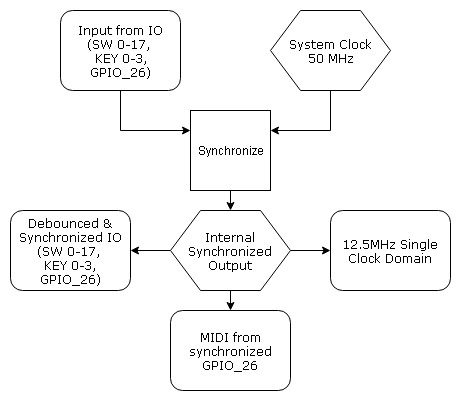 Input from IO
(SW 0-17,
KEY 0-3,
GPIO_26)
System Clock
50 MHz
Synchronize
Debounced &
Synchronized IO
(SW 0-17,
KEY 0-3,
GPIO_26)
Internal
Synchronized
Output
12.5MHz Single
Clock Domain
MIDI from
synchronized
GPIO_26